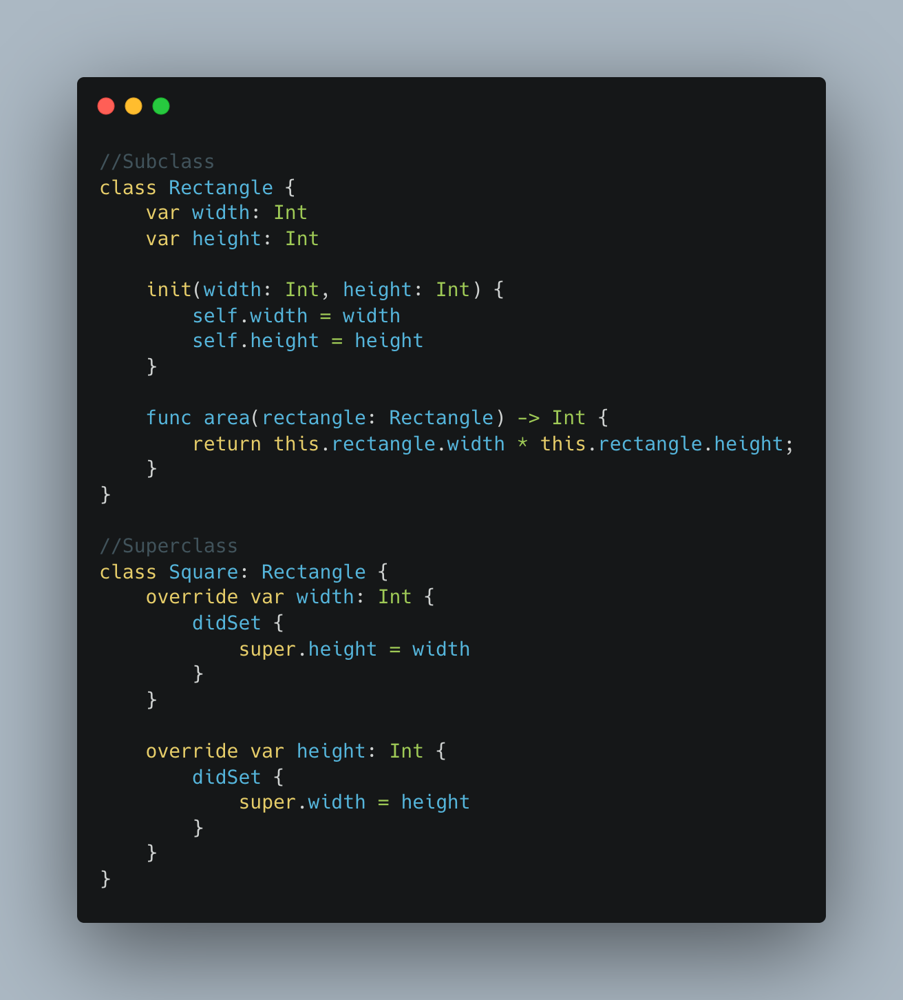 //Subclass
class Rectangle {
    var width: Int
    var height: Int

    init(width: Int, height: Int) {
        self.width = width
        self.height = height
    }

    func area(rectangle: Rectangle) -> Int {
        return this.rectangle.width * this.rectangle.height;
    }
}

//Superclass
class Square: Rectangle {
    override var width: Int {
        didSet {
            super.height = width
        }
    }

    override var height: Int {
        didSet {
            super.width = height
        }
    }
}